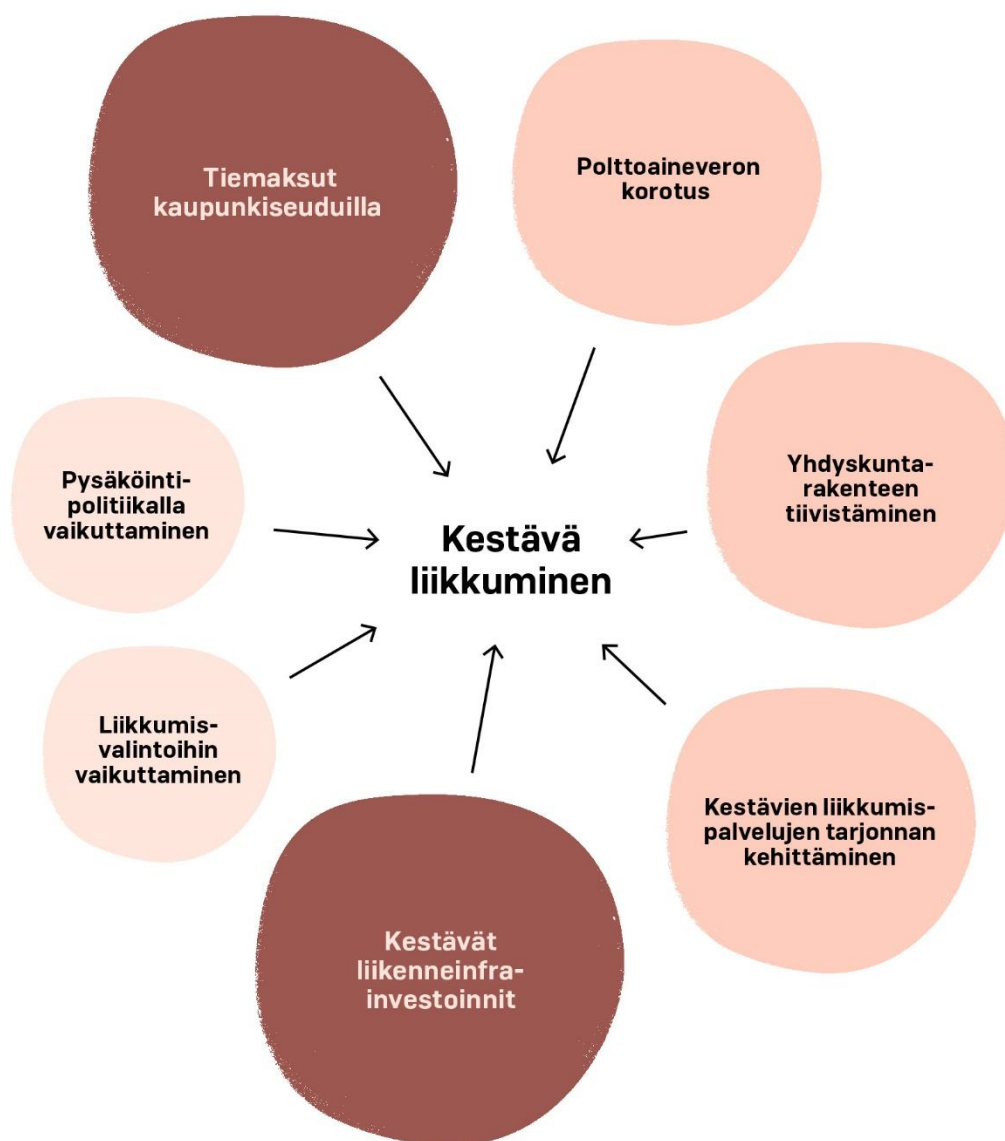 Tiemaksut
kaupunkiseuduilla
Polttoaineveron
korotus
Pysäköinti-
politiikalla
vaikuttaminen
Kestävä
liikkuminen
Yhdyskunta-
rakenteen
tiivistäminen
Liikkumis-
valintoihin
vaikuttaminen
Kestävien liikkumis-
palvelujen tarjonnan
kehittäminen
Kestävät
liikenneinfra-
investoinnit